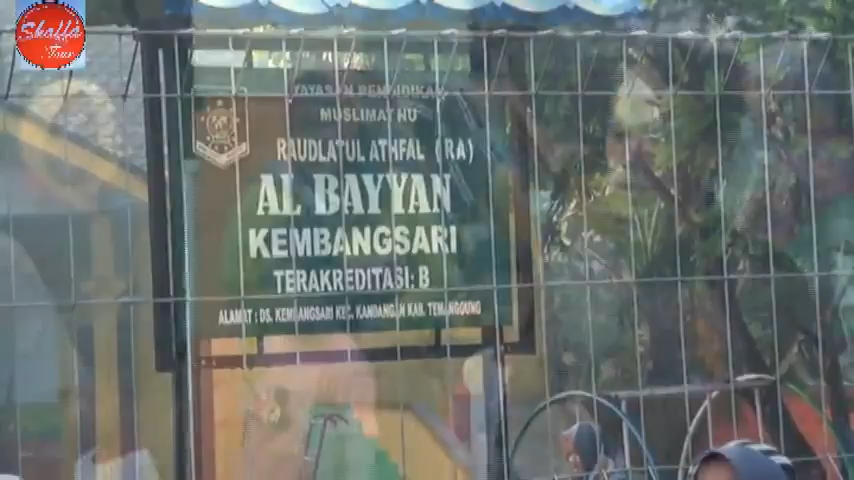 Shalfa
Tour
YAYASAN PENDIDIKAN
MUSLIMAT NU
RAUDLATUL ATHFAL (RA)
AL BAYYAN
KEMBANGSARI
TERAKREDITASI: B
ALAMAT : DS. KEMBANGSARI KEC. KANDANGAN KAB. TEMANGGUNG